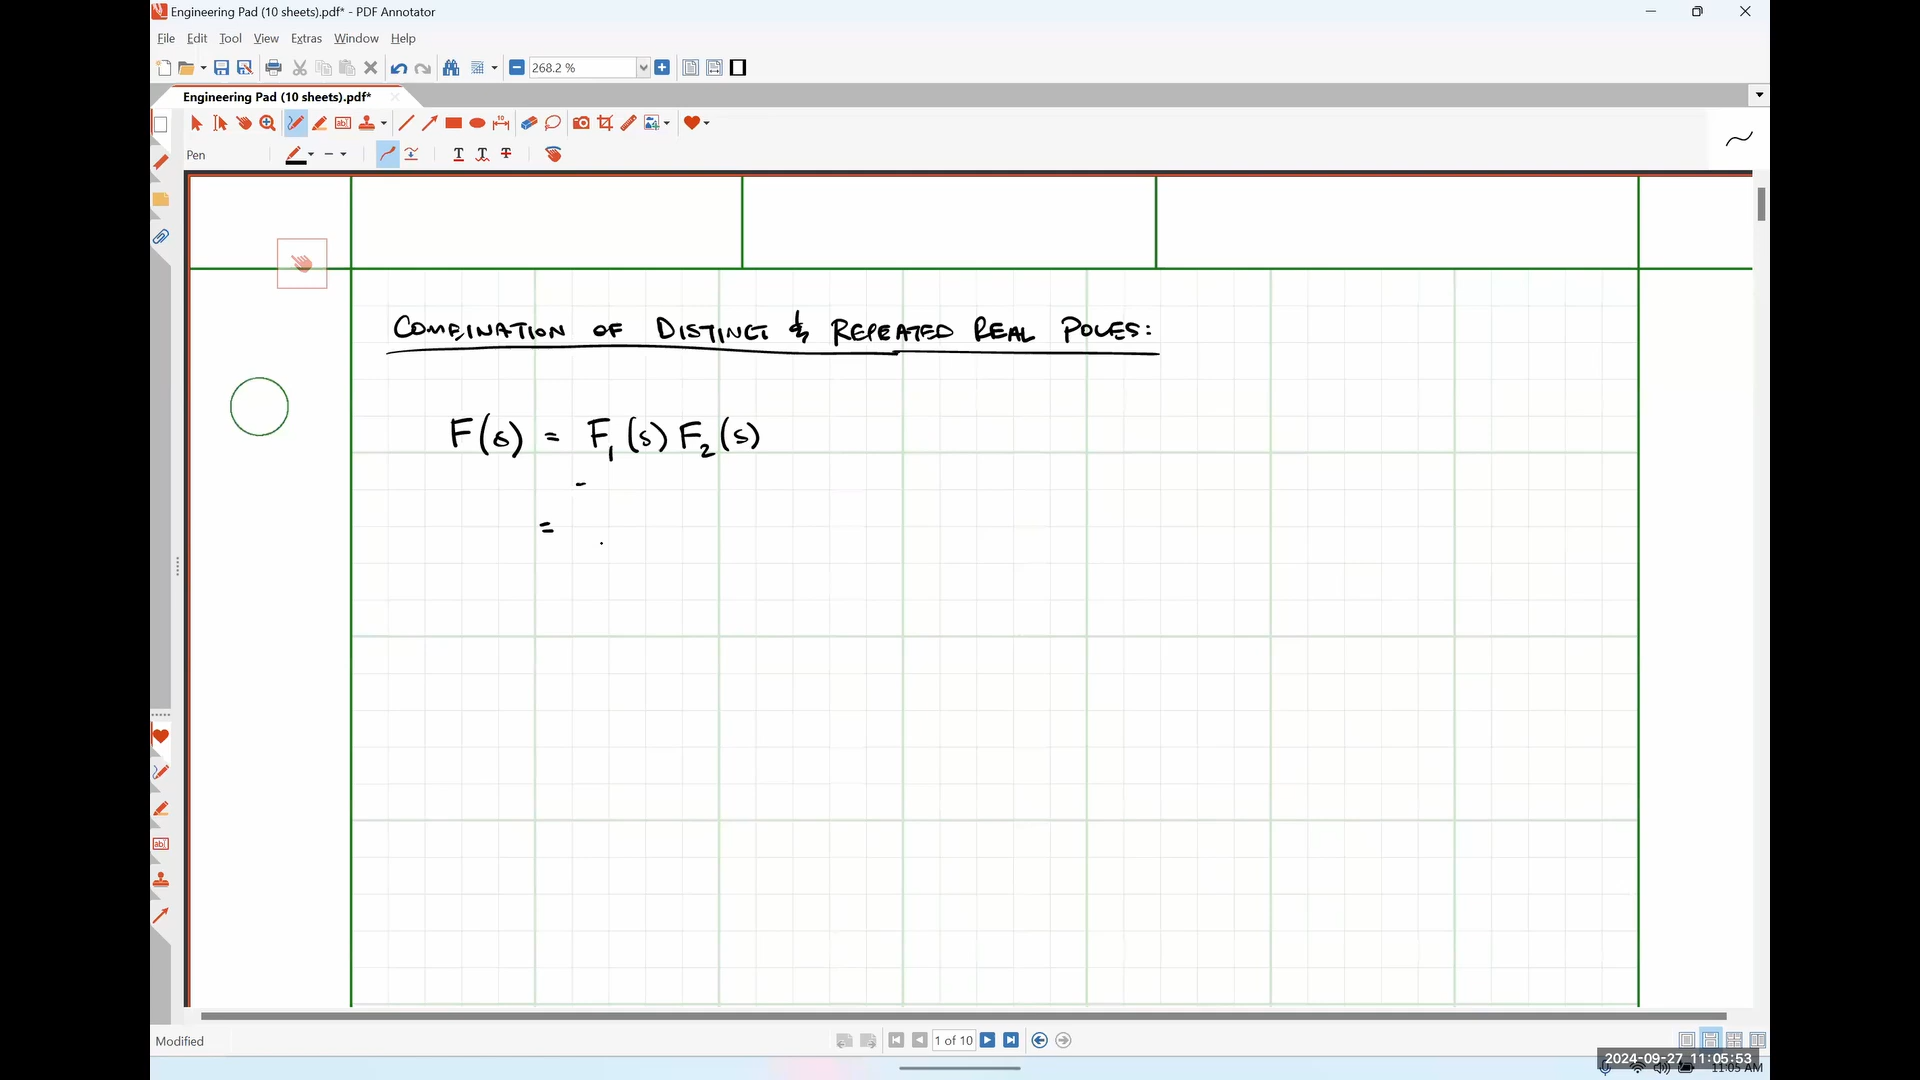 Engineering Pad (10 sheets).pdf* - PDF Annotator
File Edit Tool View Extras Window Help
268.2 %
Engineering Pad (10 sheets).pdf*
Pen
COMBINATION OF DISTINCT & REPEATED REAL POLES:
F(s) = F₁(s) F₂(s)
-
= .
Modified
1 of 10
2024-09-27 11:05:53
11:05 AM